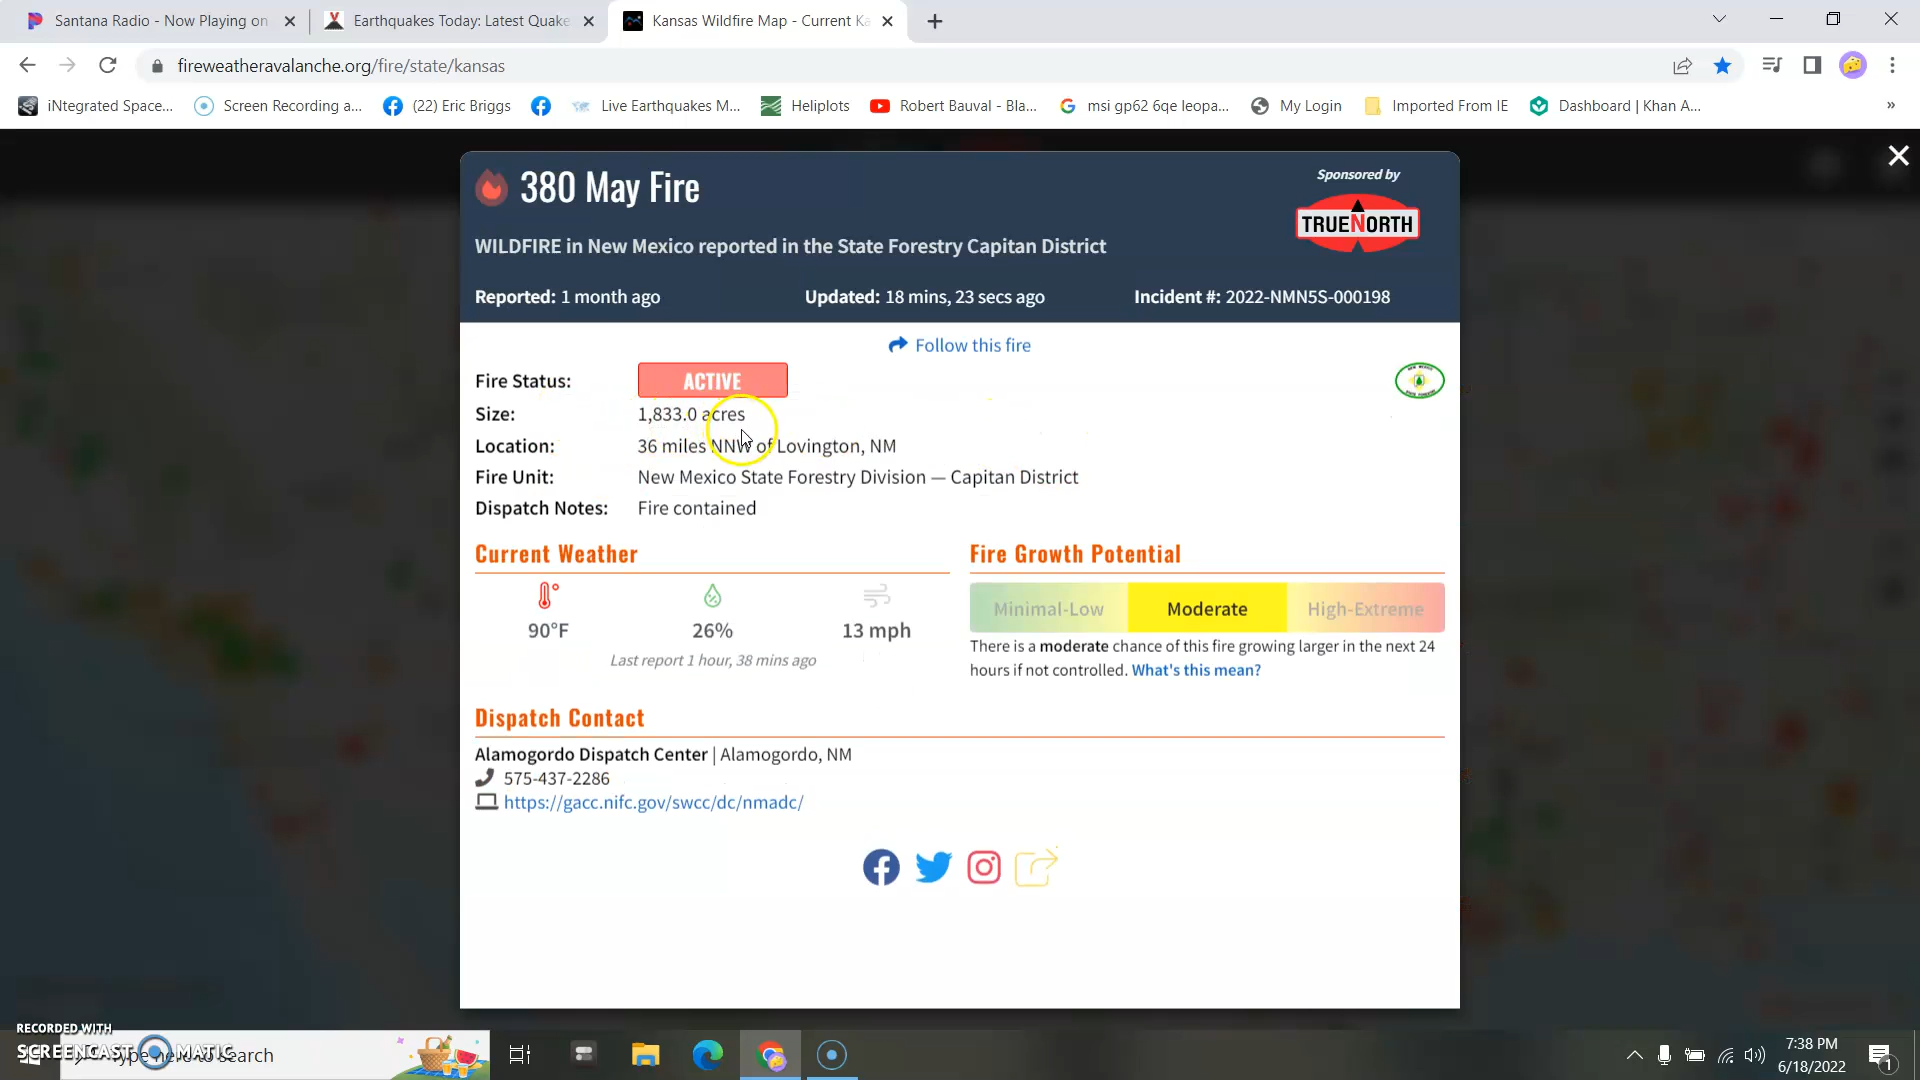 Santana Radio - Now Playing on
Earthquakes Today: Latest Quake
Kansas Wildfire Map - Current Ka
fireweatheravalanche.org/fire/state/kansas
iNtegrated Space...
Screen Recording a...
(22) Eric Briggs
Live Earthquakes M...
Heliplots
Robert Bauval - Bla...
msi gp62 6qe leopa...
My Login
Imported From IE
Dashboard | Khan A...
»
380 May Fire
Sponsored by
TRUENORTH
WILDFIRE in New Mexico reported in the State Forestry Capitan District
Reported: 1 month ago
Updated: 18 mins, 23 secs ago
Incident #: 2022-NMN5S-000198
Follow this fire
Fire Status: ACTIVE
Size: 1,833.0 acres
Location: 36 miles NNW of Lovington, NM
Fire Unit: New Mexico State Forestry Division — Capitan District
Dispatch Notes: Fire contained
Current Weather
90°F
26%
13 mph
Last report 1 hour, 38 mins ago
Fire Growth Potential
Minimal-Low
Moderate
High-Extreme
There is a moderate chance of this fire growing larger in the next 24
hours if not controlled. What's this mean?
Dispatch Contact
Alamogordo Dispatch Center | Alamogordo, NM
575-437-2286
https://gacc.nifc.gov/swcc/dc/nmadc/
RECORDED WITH
SCREENCAST MATIC
Type here to search
7:38 PM
6/18/2022
1